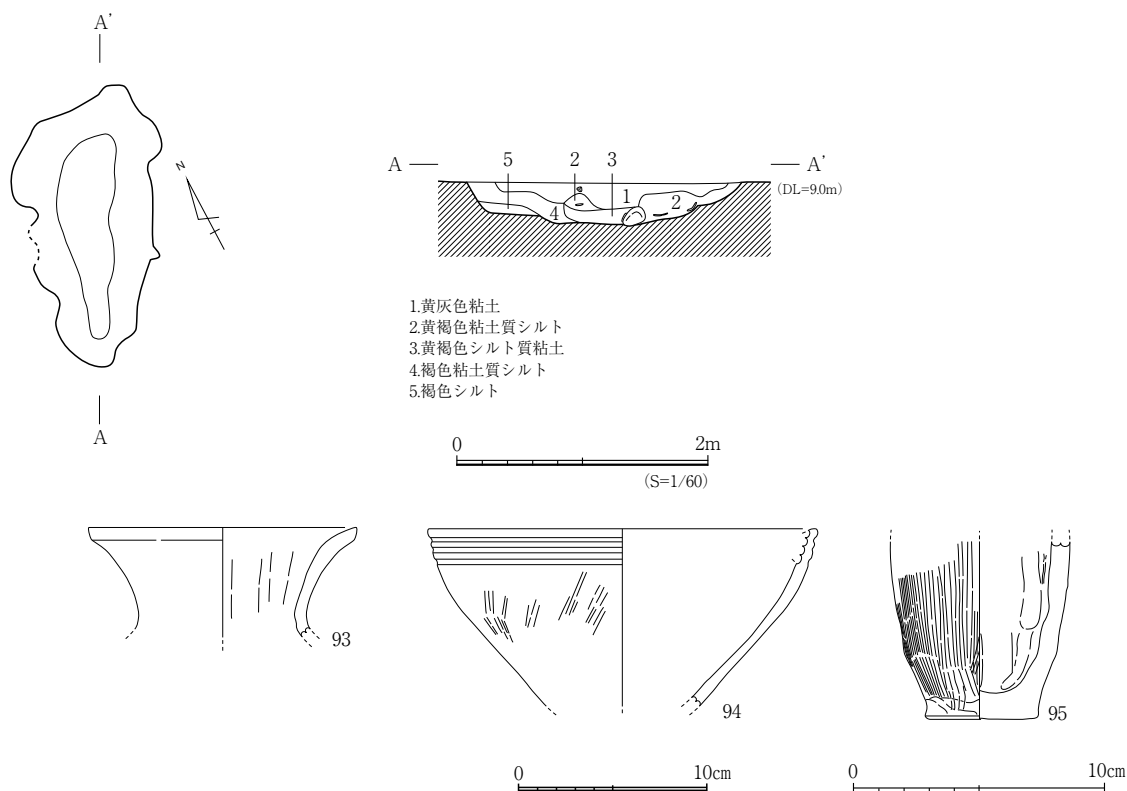 A'
N
A
A 5 2 3 A'
(DL=9.0m)
1
2
4
1.黄灰色粘土
2.黄褐色粘土質シルト
3.黄褐色シルト質粘土
4.褐色粘土質シルト
5.褐色シルト
0 2m
(S=1/60)
93
94
95
0 10㎝
0 10㎝